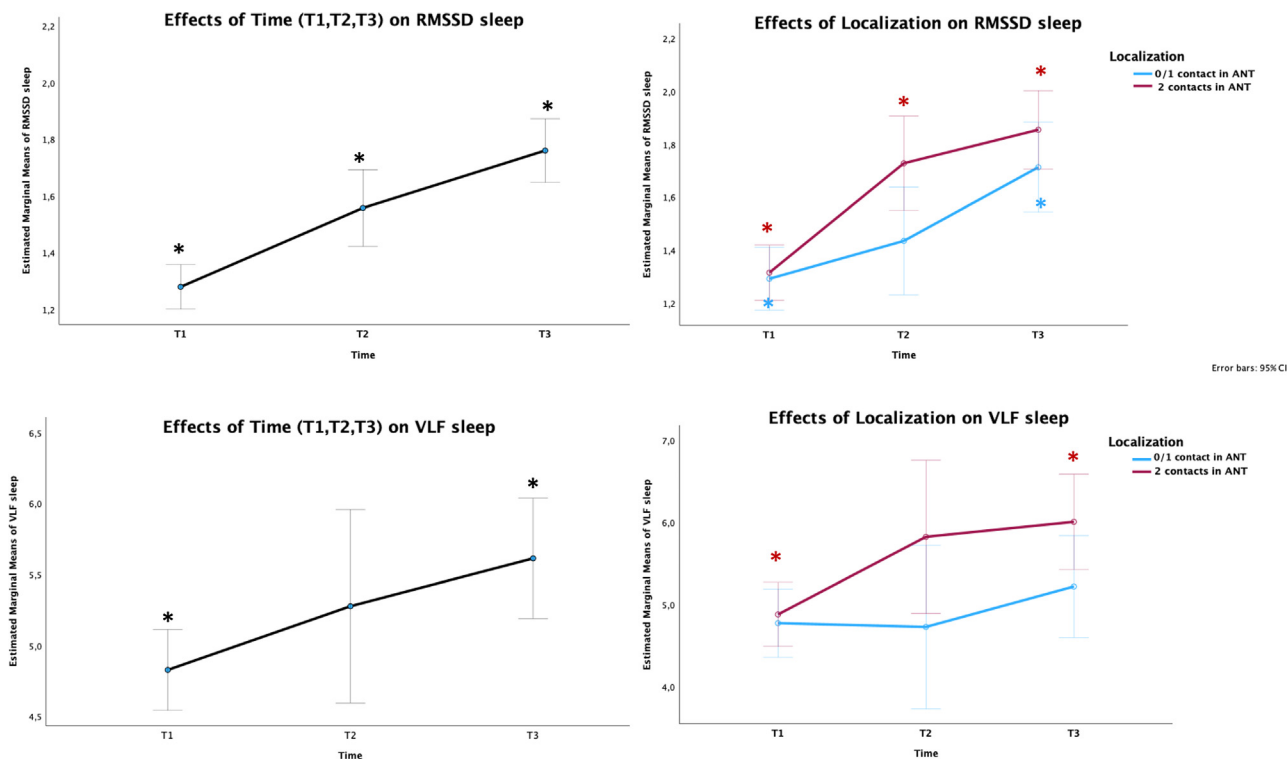 Effects of Time (T1,T2,T3) on RMSSD sleep
Estimated Marginal Means of RMSSD sleep
2,2
2,0
1,8
1,6
1,4
1,2
*
*
*
T1
T2
T3
Time
Effects of Localization on RMSSD sleep
Estimated Marginal Means of RMSSD sleep
2,2
2,0
1,8
1,6
1,4
1,2
*
*
*
*
*
T1
T2
T3
Time
Localization
0/1 contact in ANT
2 contacts in ANT
Error bars: 95% CI
Effects of Time (T1,T2,T3) on VLF sleep
Estimated Marginal Means of VLF sleep
6,5
6,0
5,5
5,0
4,5
*
*
T1
T2
T3
Time
Effects of Localization on VLF sleep
Estimated Marginal Means of VLF sleep
7,0
6,0
5,0
4,0
*
*
T1
T2
T3
Time
Localization
0/1 contact in ANT
2 contacts in ANT